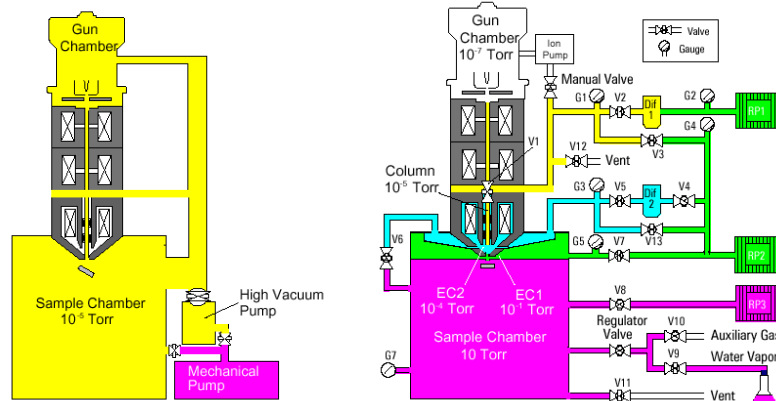 Gun
Chamber
Sample Chamber
10-5 Torr
High Vacuum
Pump
Mechanical
Pump
Gun
Chamber
10-7 Torr
Ion
Pump
Valve
Gauge
Manual Valve
G1
V2
Dif
1
G2
RP1
G4
V1
V3
V12
Vent
Column
10-5 Torr
G3
V5
Dif
2
V4
V6
G5
V7
V13
RP2
EC2
10-4 Torr
EC1
10-1 Torr
V8
RP3
Sample Chamber
10 Torr
Regulator
Valve
V10
Auxiliary Gas
V9
Water Vapor
G7
V11
Vent